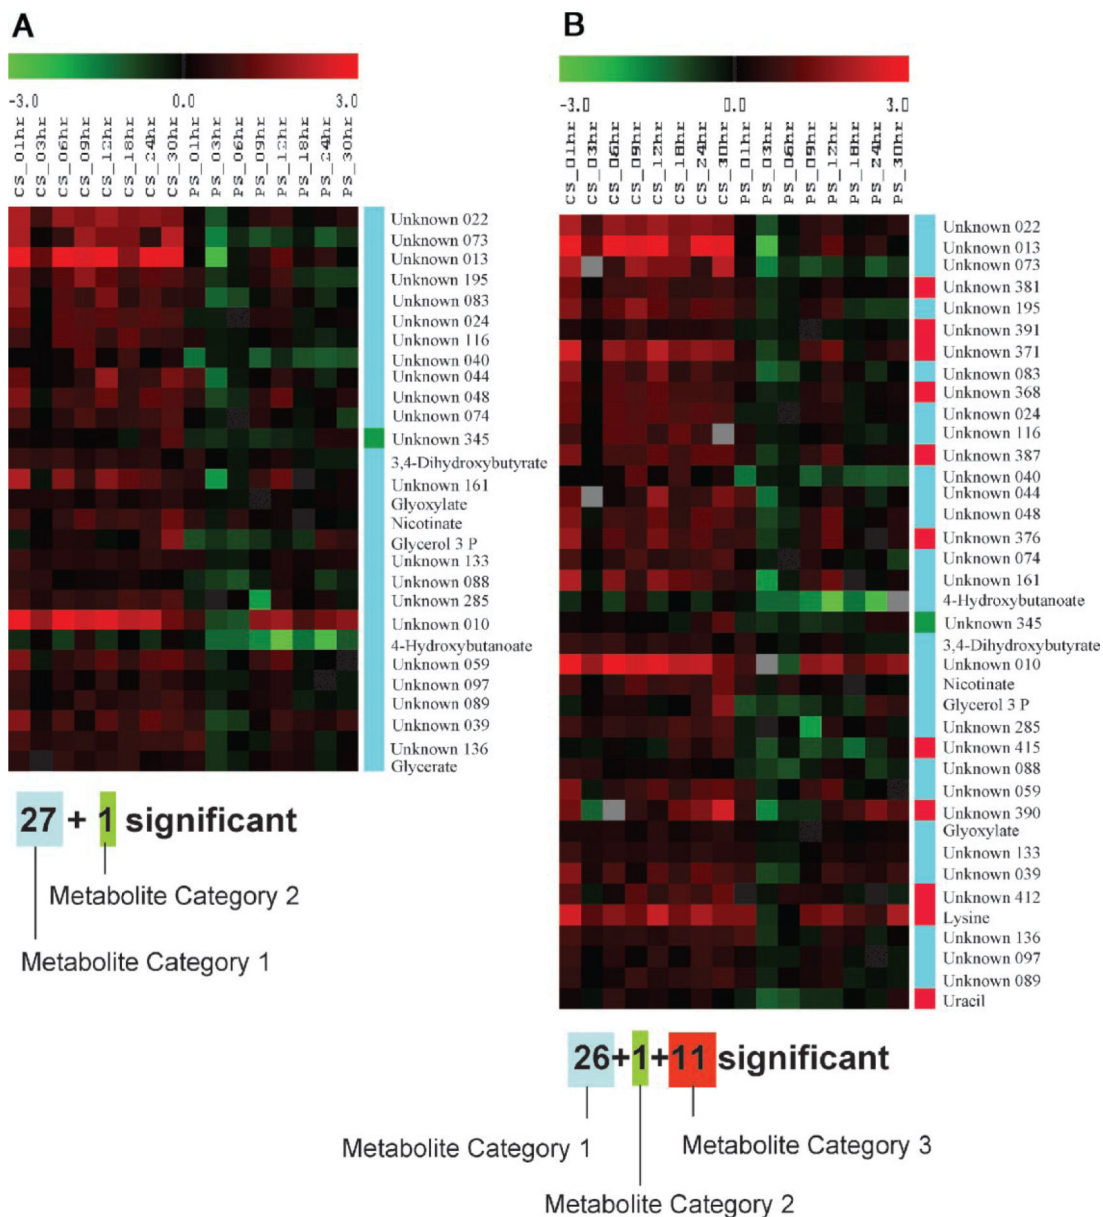 A
-3.0 0.0 3.0
CS_01hr
CS_03hr
CS_06hr
CS_09hr
CS_12hr
CS_18hr
CS_24hr
CS_30hr
PS_01hr
PS_03hr
PS_06hr
PS_09hr
PS_12hr
PS_18hr
PS_24hr
PS_30hr
Unknown 022
Unknown 073
Unknown 013
Unknown 195
Unknown 083
Unknown 024
Unknown 116
Unknown 040
Unknown 044
Unknown 048
Unknown 074
Unknown 345
3,4-Dihydroxybutyrate
Unknown 161
Glyoxylate
Nicotinate
Glycerol 3 P
Unknown 133
Unknown 088
Unknown 285
Unknown 010
4-Hydroxybutanoate
Unknown 059
Unknown 097
Unknown 089
Unknown 039
Unknown 136
Glycerate
27 + 1 significant
Metabolite Category 2
Metabolite Category 1
B
-3.0 0.0 3.0
CS_01hr
CS_03hr
CS_06hr
CS_09hr
CS_12hr
CS_18hr
CS_24hr
CS_30hr
PS_01hr
PS_03hr
PS_06hr
PS_09hr
PS_12hr
PS_18hr
PS_24hr
PS_30hr
Unknown 022
Unknown 013
Unknown 073
Unknown 381
Unknown 195
Unknown 391
Unknown 371
Unknown 083
Unknown 368
Unknown 024
Unknown 116
Unknown 387
Unknown 040
Unknown 044
Unknown 048
Unknown 376
Unknown 074
Unknown 161
4-Hydroxybutanoate
Unknown 345
3,4-Dihydroxybutyrate
Unknown 010
Nicotinate
Glycerol 3 P
Unknown 285
Unknown 415
Unknown 088
Unknown 059
Unknown 390
Glyoxylate
Unknown 133
Unknown 039
Unknown 412
Lysine
Unknown 136
Unknown 097
Unknown 089
Uracil
26+1+11 significant
Metabolite Category 1
Metabolite Category 3
Metabolite Category 2